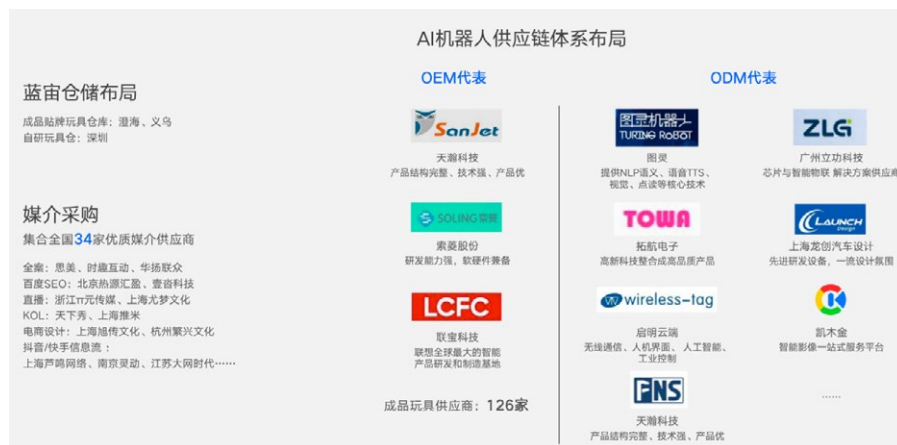 AI机器人供应链体系布局
蓝宙仓储布局
成品贴牌玩具仓库：澄海、义乌
自研玩具仓：深圳
媒介采购
集合全国34家优质媒介供应商
全案：思美、时趣互动、华扬联众
百度SEO：北京热源汇盈、壹音科技
直播：浙江π元传媒、上海尤梦文化
KOL：天下秀、上海推米
电商设计：上海旭传文化、杭州繁兴文化
抖音/快手信息流：
上海芦鸣网络、南京灵动、江苏大网时代……
OEM代表
SanJet
天瀚科技
产品结构完整、技术强、产品优
SOLING索菱
索菱股份
研发能力强，软硬件兼备
LCFC
联宝科技
联想全球最大的智能
产品研发和制造基地
成品玩具供应商：126家
ODM代表
图灵机器人
TURING ROBOT
图灵
提供NLP语义、语音TTS、
视觉、点读等核心技术
ZLG
广州立功科技
芯片与智能物联 解决方案供应商
TOWA
拓航电子
高新科技整合成高品质产品
LAUNCH
Design
上海龙创汽车设计
先进研发设备，一流设计氛围
wireless-tag
启明云端
无线通信、人机界面、人工智能、
工业控制
凯木金
智能影像一站式服务平台
FNS
天瀚科技
产品结构完整、技术强、产品优
……